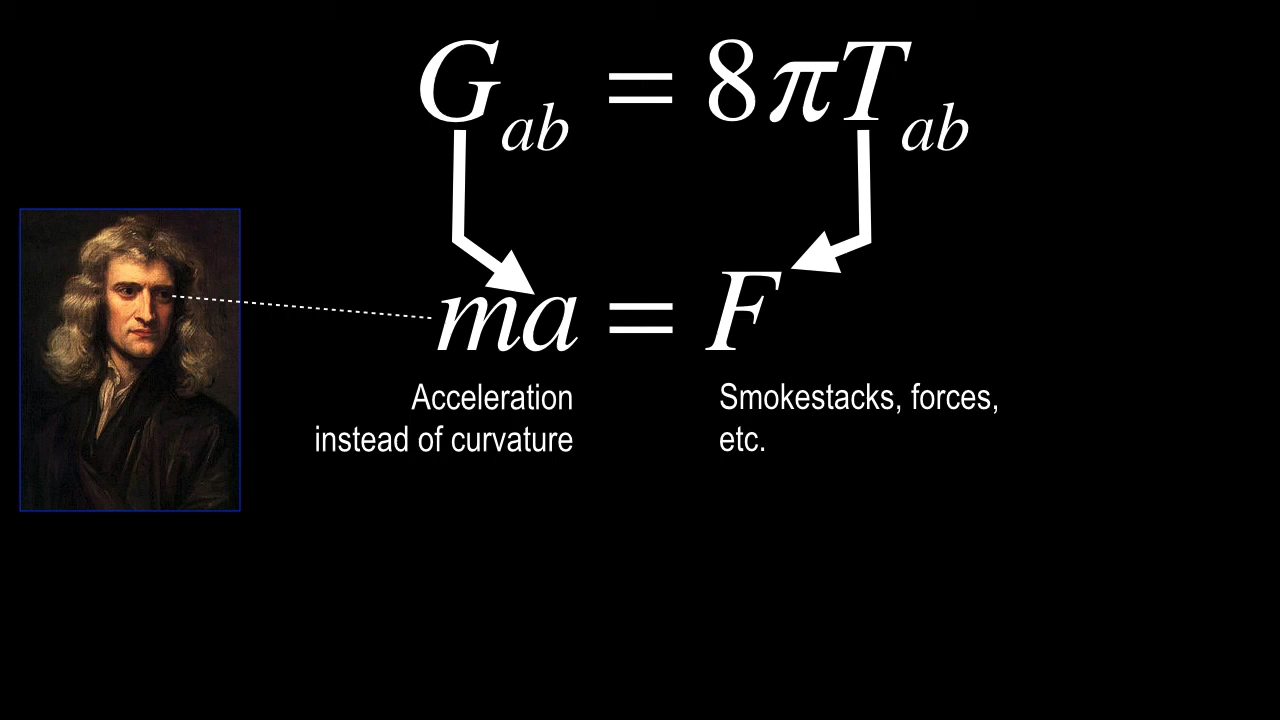 G_ab = 8πT_ab
ma = F
Acceleration
instead of curvature
Smokestacks, forces,
etc.